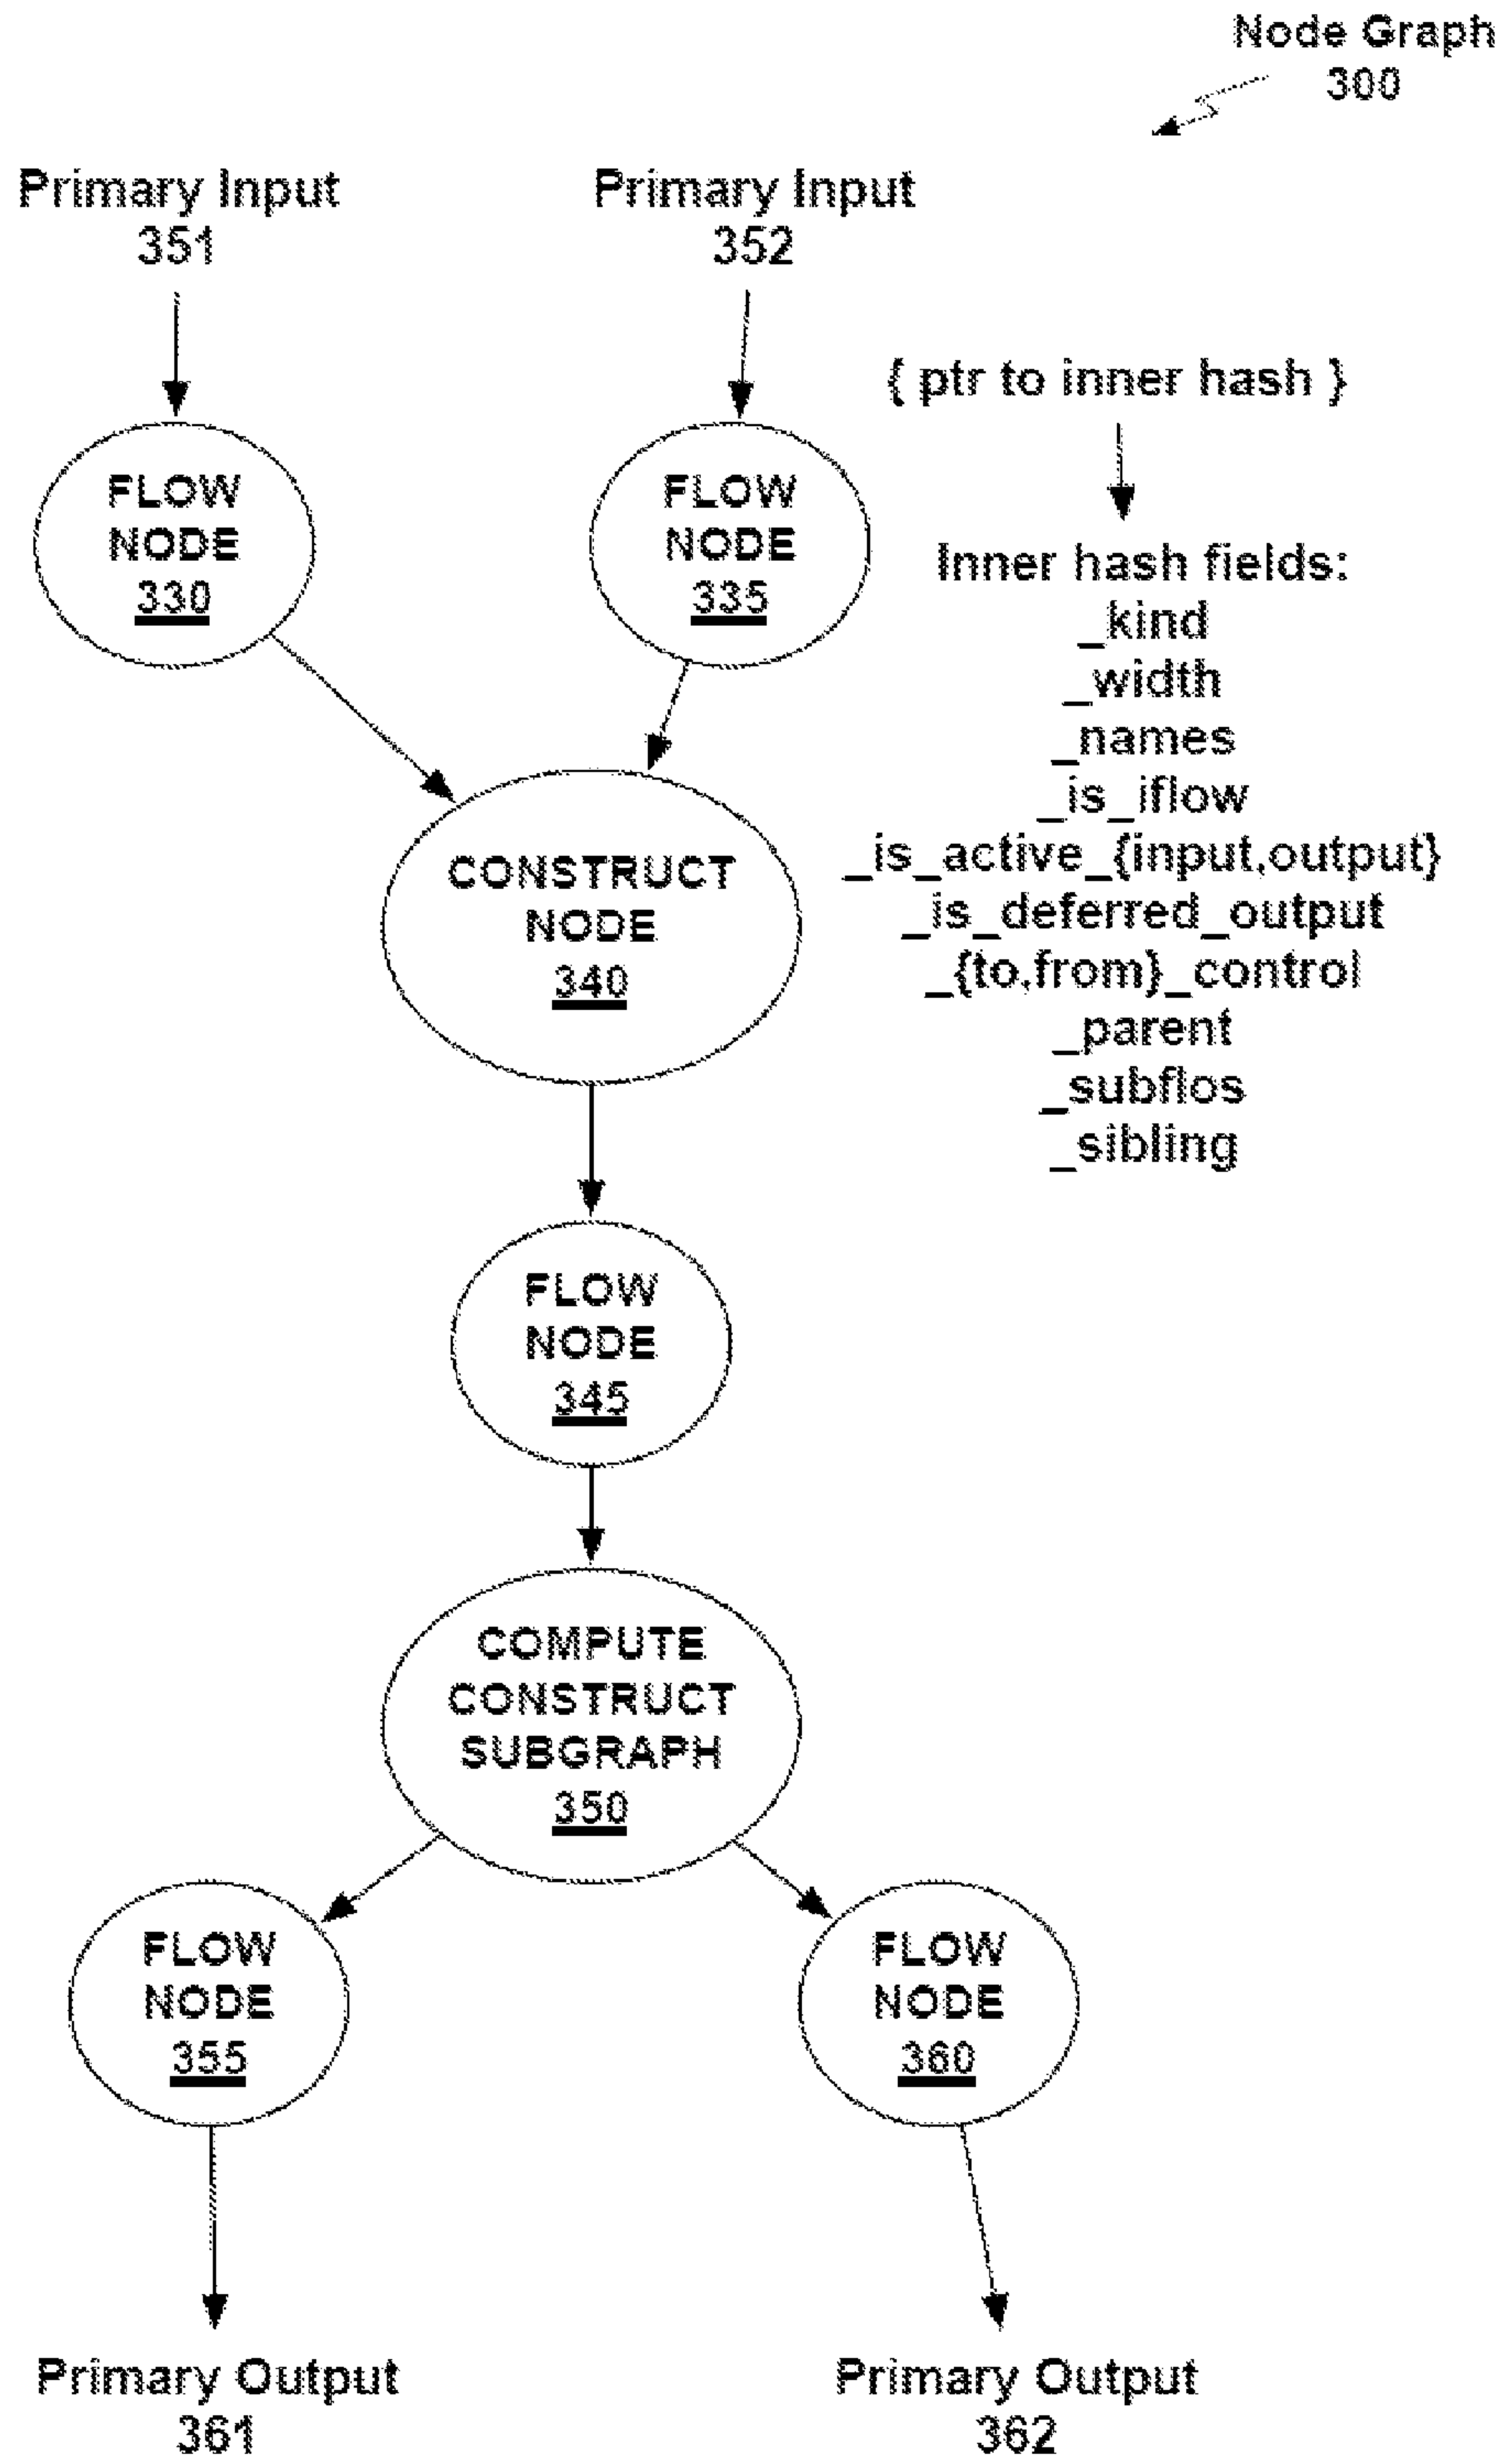 Node Graph
300
Primary Input
351
Primary Input
352
{ ptr to inner hash }
FLOW
NODE
330
FLOW
NODE
335
Inner hash fields:
_kind
_width
_names
_is_iflow
_is_active_{input,output}
_is_deferred_output
_{to,from}_control
_parent
_subflos
_sibling
CONSTRUCT
NODE
340
FLOW
NODE
345
COMPUTE
CONSTRUCT
SUBGRAPH
350
FLOW
NODE
355
FLOW
NODE
360
Primary Output
361
Primary Output
362